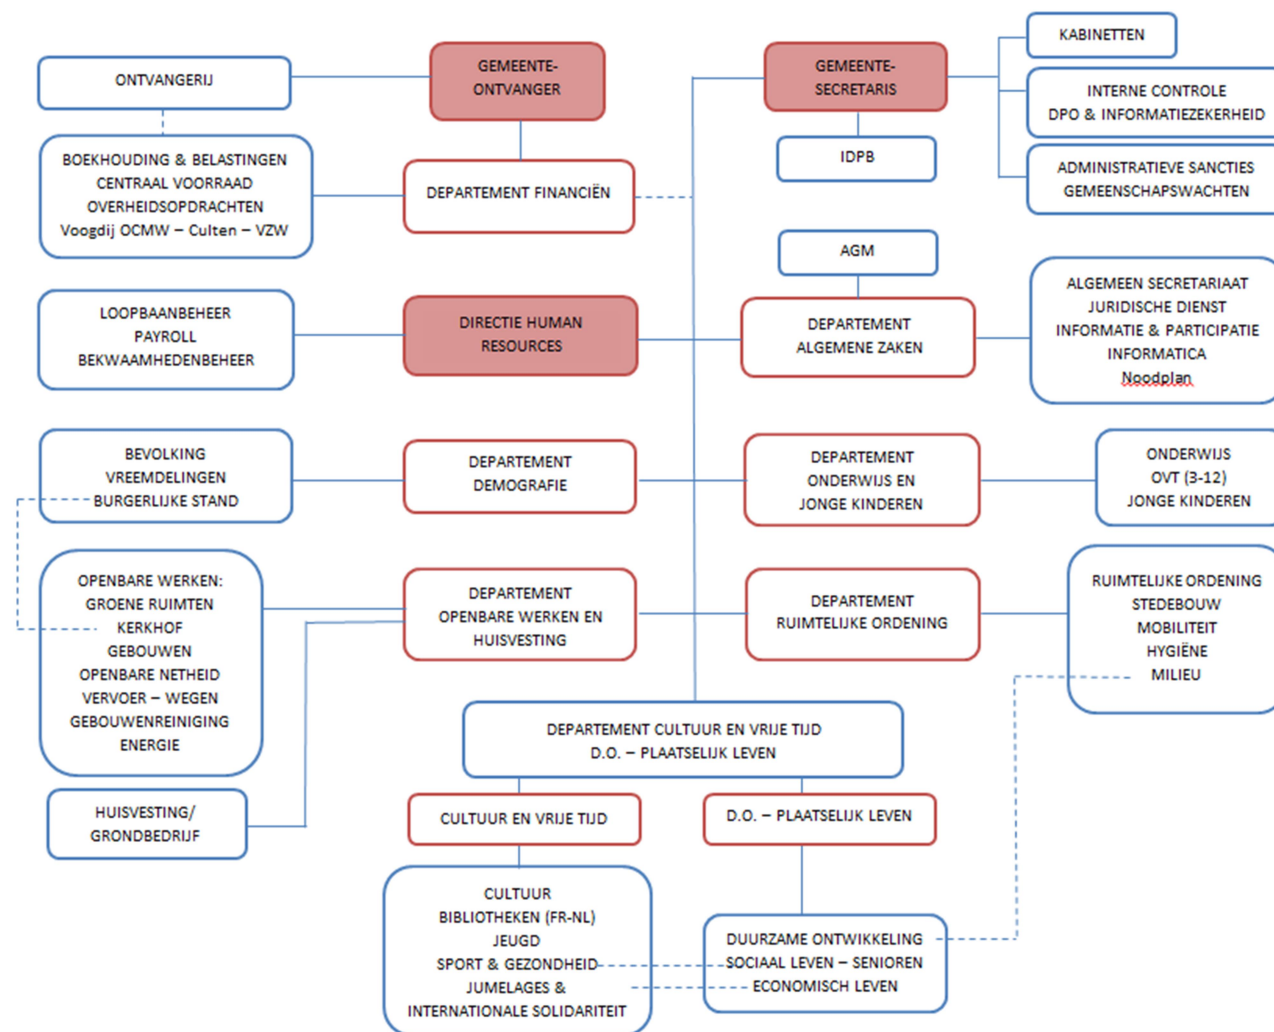 ONTVANGERIJ
GEMEENTE-
ONTVANGER
GEMEENTE-
SECRETARIS
KABINETTEN
INTERNE CONTROLE
DPO & INFORMATIEZEKERHEID
BOEKHOUDING & BELASTINGEN
CENTRAAL VOORRAAD
OVERHEIDSOPDRACHTEN
Voogdij OCMW – Culten – VZW
DEPARTEMENT FINANCIËN
IDPB
ADMINISTRATIEVE SANCTIES
GEMEENSCHAPSWACHTEN
AGM
LOOPBAANBEHEER
PAYROLL
BEKWAAMHEDENBEHEER
DIRECTIE HUMAN
RESOURCES
DEPARTEMENT
ALGEMENE ZAKEN
ALGEMEEN SECRETARIAAT
JURIDISCHE DIENST
INFORMATIE & PARTICIPATIE
INFORMATICA
Noodplan
BEVOLKING
VREEMDELINGEN
BURGERLIJKE STAND
DEPARTEMENT
DEMOGRAFIE
DEPARTEMENT
ONDERWIJS EN
JONGE KINDEREN
ONDERWIJS
OVT (3-12)
JONGE KINDEREN
OPENBARE WERKEN:
GROENE RUIMTEN
KERKHOF
GEBOUWEN
OPENBARE NETHEID
VERVOER – WEGEN
GEBOUWENREINIGING
ENERGIE
DEPARTEMENT
OPENBARE WERKEN EN
HUISVESTING
DEPARTEMENT
RUIMTELIJKE ORDENING
RUIMTELIJKE ORDENING
STEDEBOUW
MOBILITEIT
HYGIËNE
MILIEU
DEPARTEMENT CULTUUR EN VRIJE TIJD
D.O. – PLAATSELIJK LEVEN
HUISVESTING/
GRONDBEDRIJF
CULTUUR EN VRIJE TIJD
D.O. – PLAATSELIJK LEVEN
CULTUUR
BIBLIOTHEKEN (FR-NL)
JEUGD
SPORT & GEZONDHEID
JUMELAGES &
INTERNATIONALE SOLIDARITEIT
DUURZAME ONTWIKKELING
SOCIAAL LEVEN – SENIOREN
ECONOMISCH LEVEN